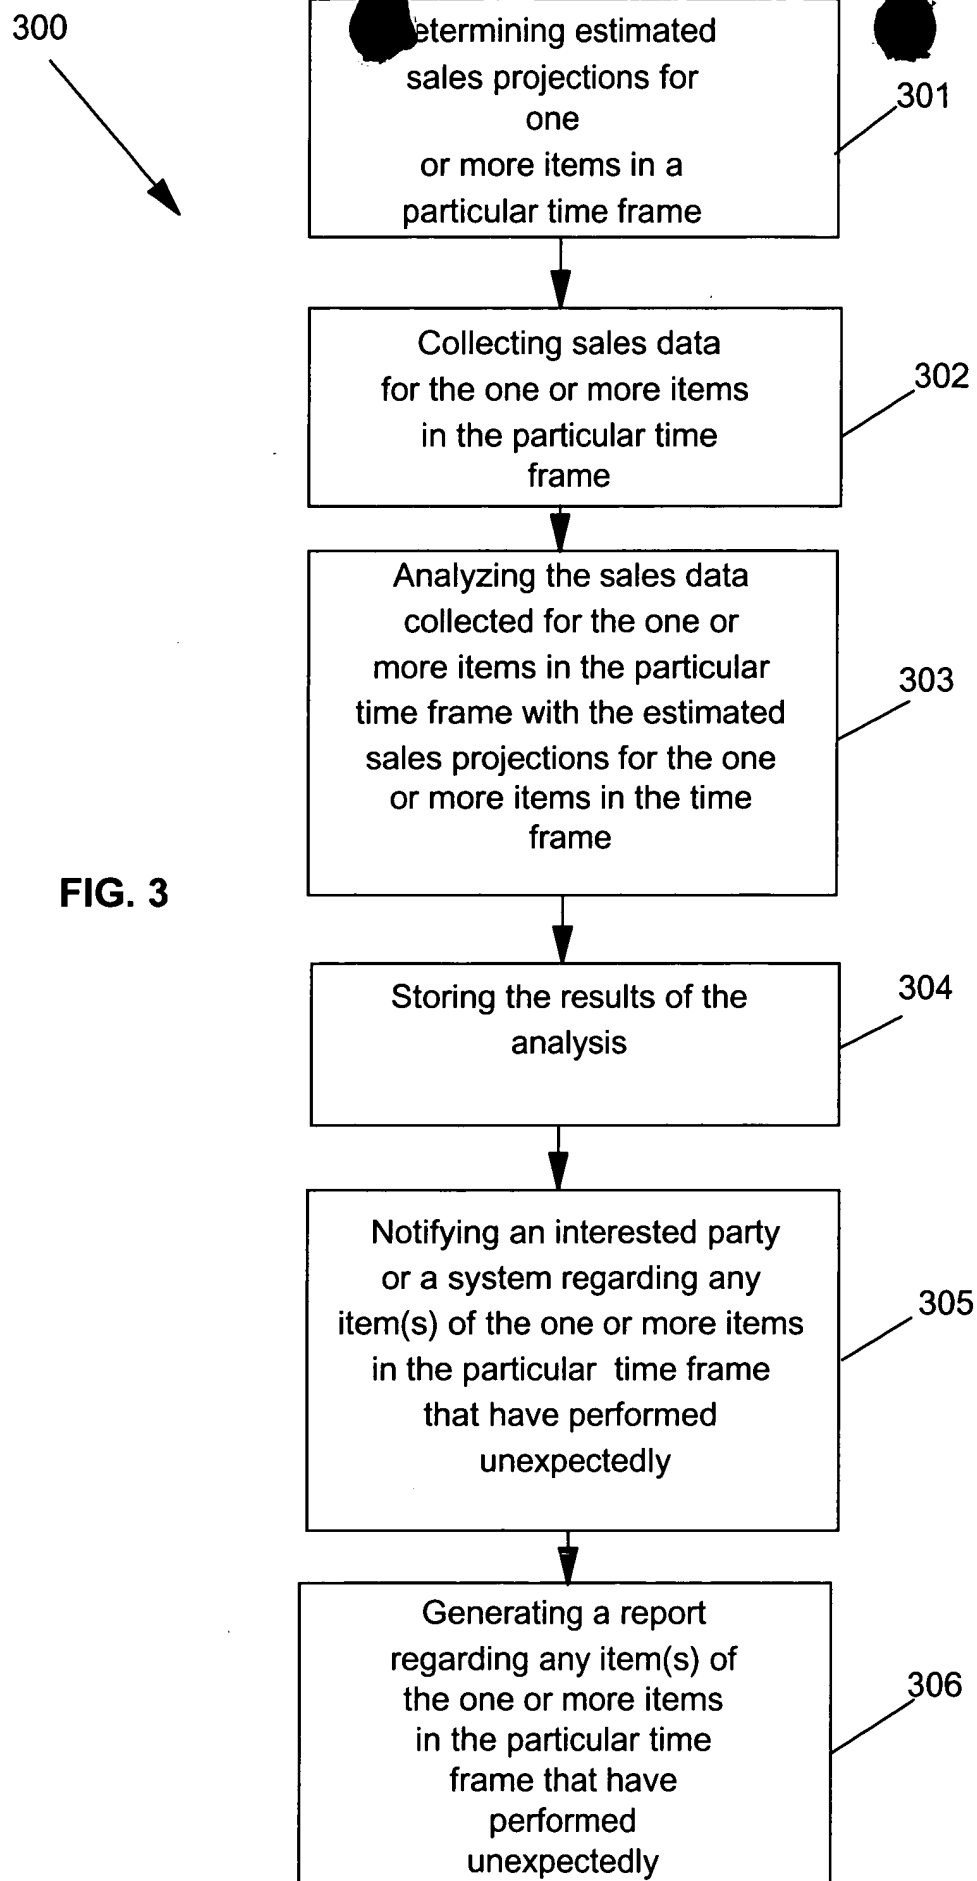 300
etermining estimated
sales projections for
one
or more items in a
particular time frame
301
Collecting sales data
for the one or more items
in the particular time
frame
302
Analyzing the sales data
collected for the one or
more items in the particular
time frame with the estimated
sales projections for the one
or more items in the time
frame
303
FIG. 3
Storing the results of the
analysis
304
Notifying an interested party
or a system regarding any
item(s) of the one or more items
in the particular time frame
that have performed
unexpectedly
305
Generating a report
regarding any item(s) of
the one or more items
in the particular time
frame that have
performed
unexpectedly
306